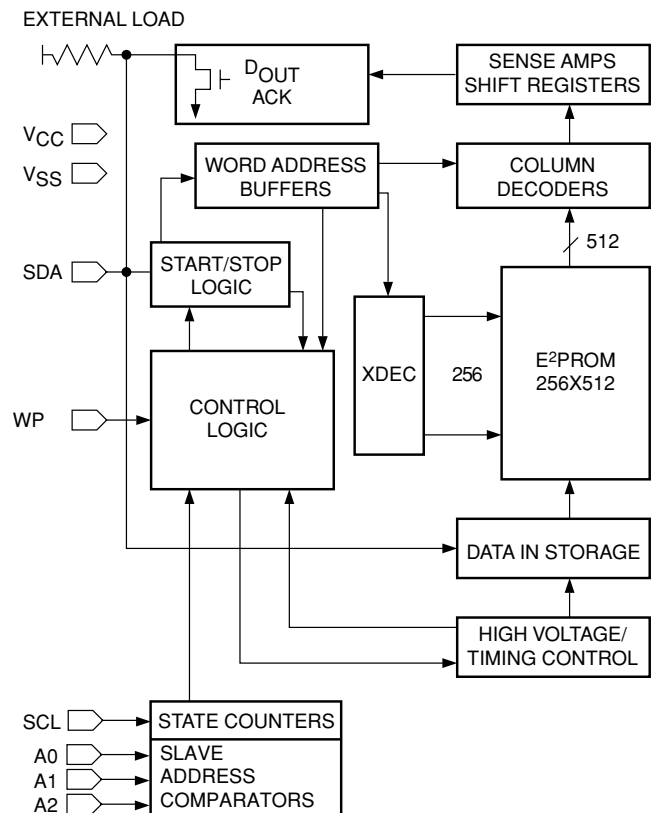 EXTERNAL LOAD
DOUT
ACK
SENSE AMPS
SHIFT REGISTERS
VCC
VSS
WORD ADDRESS
BUFFERS
COLUMN
DECODERS
512
SDA
START/STOP
LOGIC
XDEC
256
E²PROM
256X512
WP
CONTROL
LOGIC
DATA IN STORAGE
HIGH VOLTAGE/
TIMING CONTROL
SCL
STATE COUNTERS
A0
SLAVE
A1
ADDRESS
A2
COMPARATORS